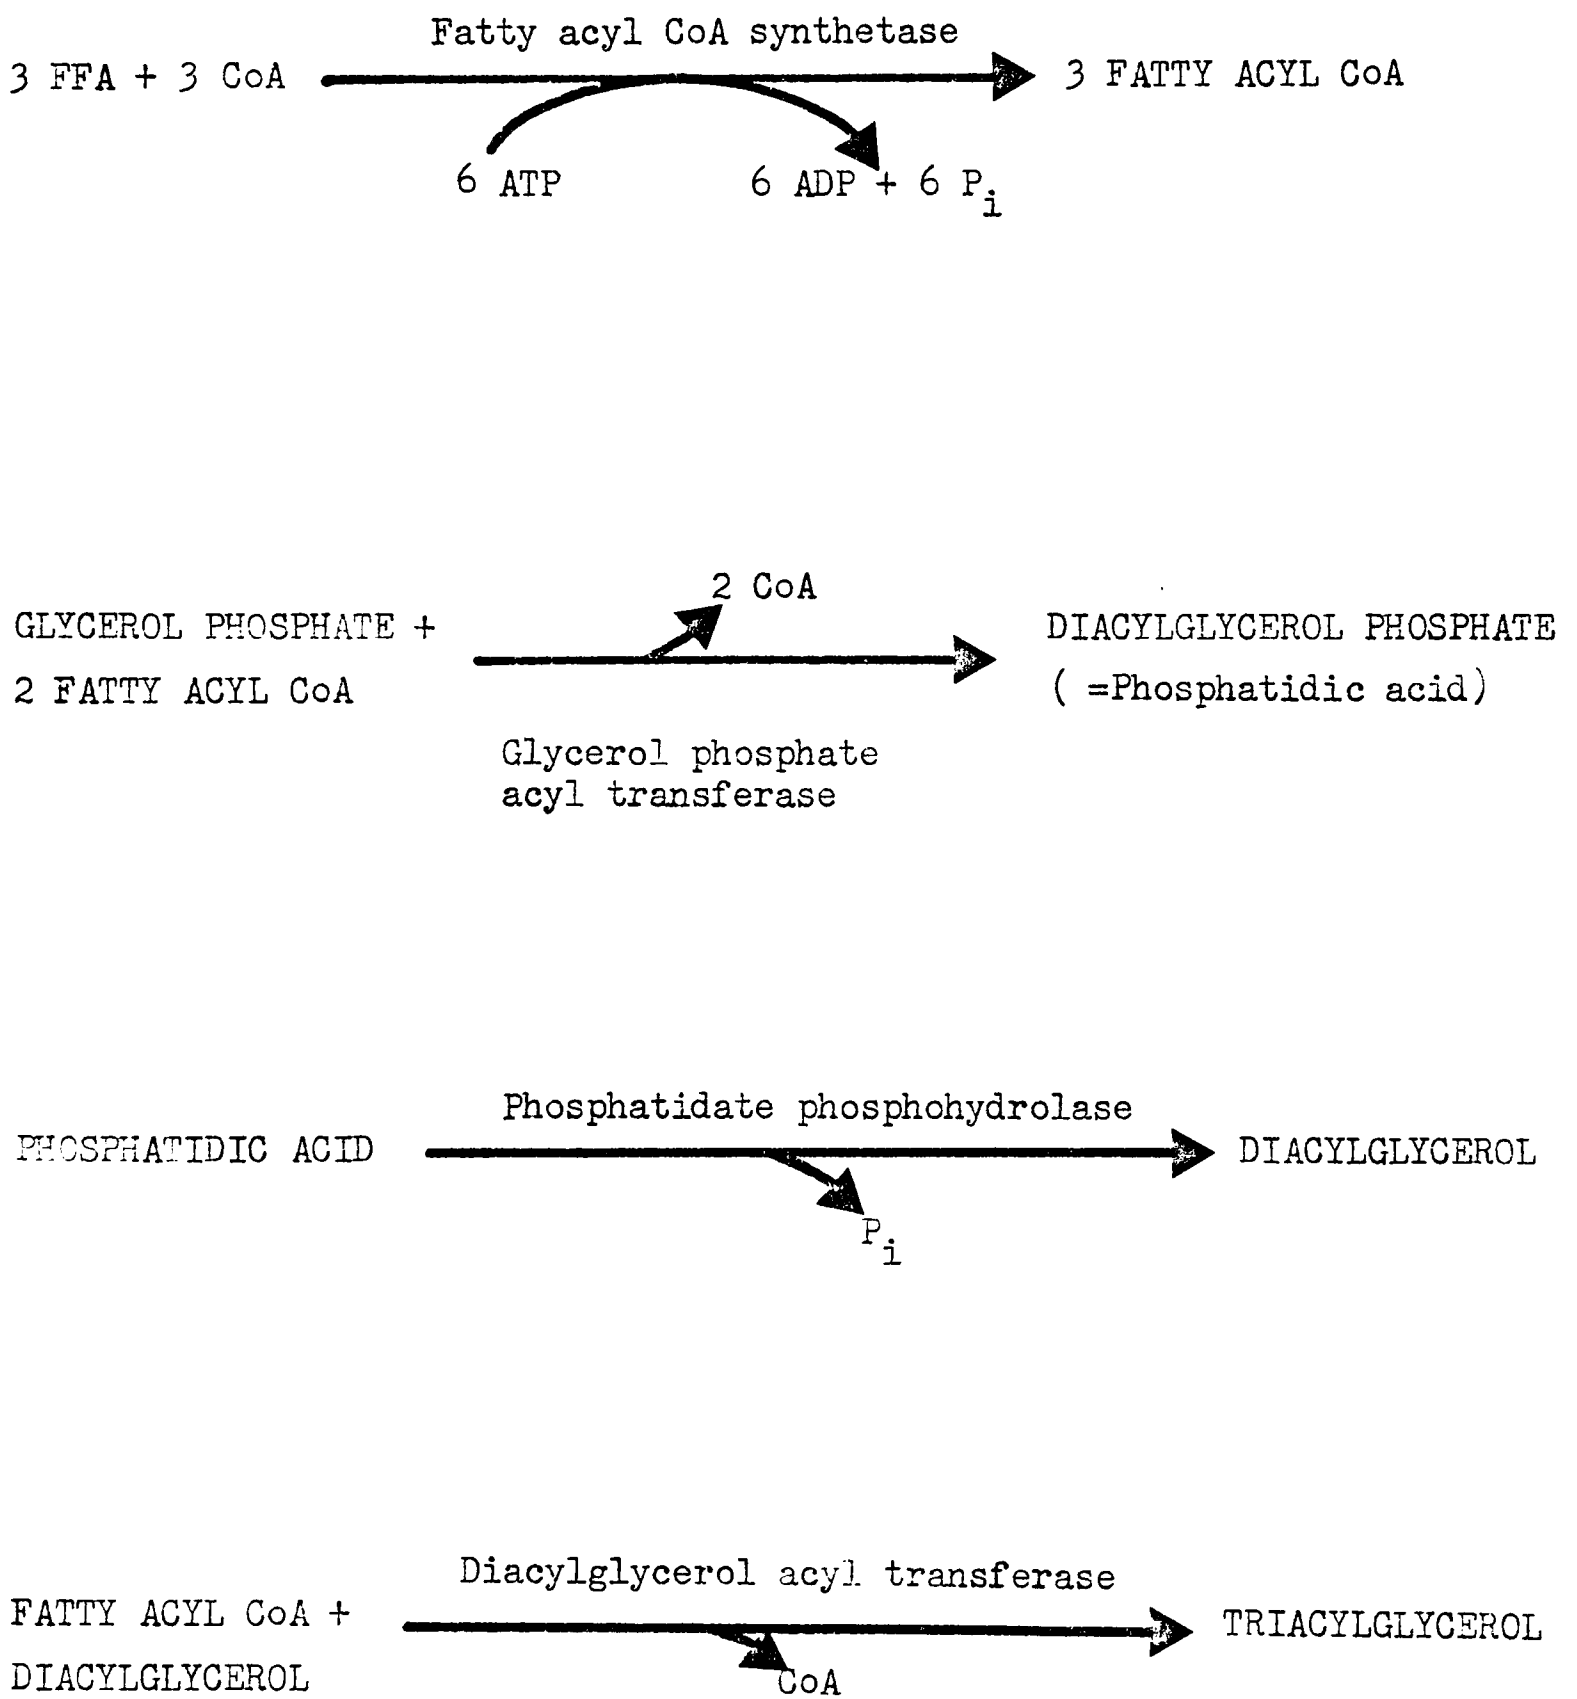 Fatty acyl CoA synthetase
3 FFA + 3 CoA
3 FATTY ACYL CoA
6 ATP
6 ADP + 6 Pi
2 CoA
GLYCEROL PHOSPHATE +
2 FATTY ACYL CoA
DIACYLGLYCEROL PHOSPHATE
( =Phosphatidic acid)
Glycerol phosphate
acyl transferase
Phosphatidate phosphohydrolase
PHOSPHATIDIC ACID
DIACYLGLYCEROL
Pi
Diacylglycerol acyl transferase
FATTY ACYL CoA +
DIACYLGLYCEROL
TRIACYLGLYCEROL
CoA